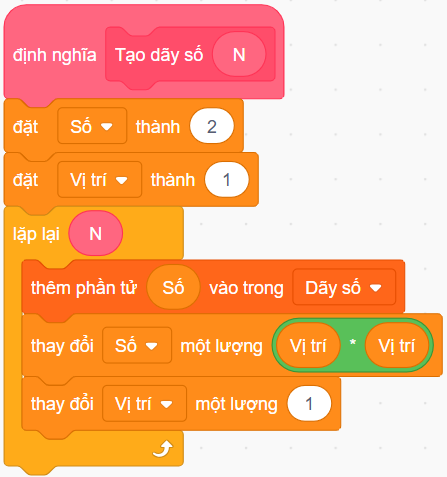 định nghĩa Tạo dãy số N
đặt Số thành 2
đặt Vị trí thành 1
lặp lại N
thêm phần tử Số vào trong Dãy số
thay đổi Số một lượng Vị trí * Vị trí
thay đổi Vị trí một lượng 1